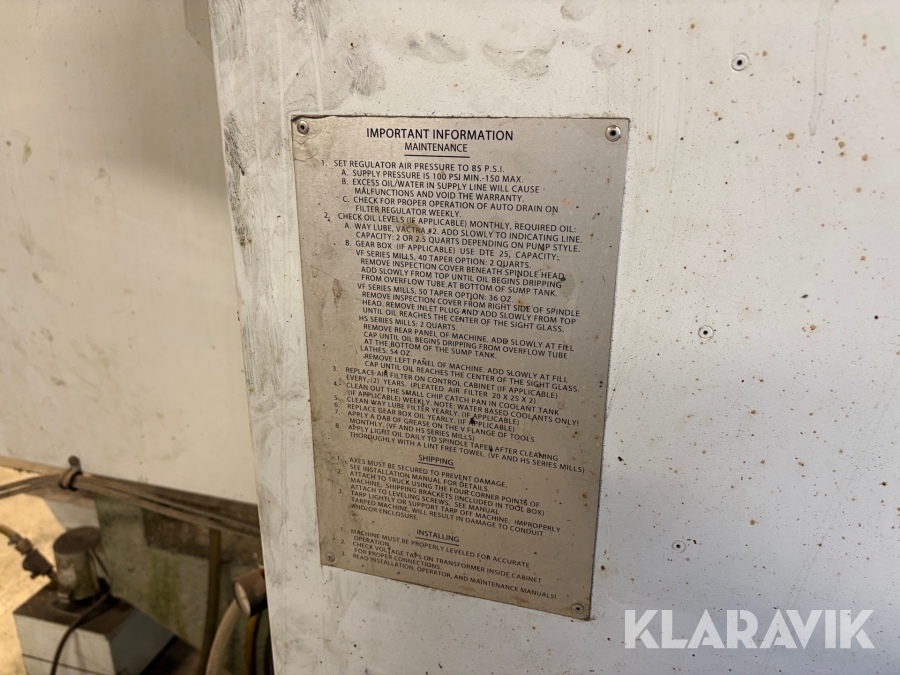 IMPORTANT INFORMATION
MAINTENANCE
1. SET REGULATOR AIR PRESSURE TO 85 P.S.I.
A. SUPPLY PRESSURE IS 100 PSI MIN.-150 MAX.
B. EXCESS OIL/WATER IN SUPPLY LINE WILL CAUSE
MALFUNCTIONS AND VOID THE WARRANTY.
C. CHECK FOR PROPER OPERATION OF AUTO DRAIN ON
FILTER REGULATOR WEEKLY.
2. CHECK OIL LEVELS (IF APPLICABLE) MONTHLY, REQUIRED OIL:
A. WAY LUBE, VACTRA #2. ADD SLOWLY TO INDICATING LINE.
CAPACITY: 2 OR 2.5 QUARTS DEPENDING ON PUMP STYLE.
B. GEAR BOX (IF APPLICABLE) USE DTE 25, CAPACITY:
VF SERIES MILLS, 40 TAPER OPTION: 2 QUARTS.
REMOVE INSPECTION COVER BENEATH SPINDLE HEAD.
ADD SLOWLY FROM TOP UNTIL OIL BEGINS DRIPPING
FROM OVERFLOW TUBE AT BOTTOM OF SUMP TANK.
VF SERIES MILLS, 50 TAPER OPTION: 36 OZ.
REMOVE INSPECTION COVER FROM RIGHT SIDE OF SPINDLE
HEAD. REMOVE INLET PLUG AND ADD SLOWLY FROM TOP
UNTIL OIL REACHES THE CENTER OF THE SIGHT GLASS.
HS SERIES MILLS: 2 QUARTS.
REMOVE REAR PANEL OF MACHINE. ADD SLOWLY AT FILL
CAP UNTIL OIL BEGINS DRIPPING FROM OVERFLOW TUBE
AT THE BOTTOM OF THE SUMP TANK.
LATHES: 54 OZ.
REMOVE LEFT PANEL OF MACHINE. ADD SLOWLY AT FILL
CAP UNTIL OIL REACHES THE CENTER OF THE SIGHT GLASS.
3. REPLACE AIR FILTER ON CONTROL CABINET (IF APPLICABLE)
EVERY (2) YEARS. (PLEATED AIR FILTER 20 X 25 X 2)
4. CLEAN OUT THE SMALL CHIP CATCH PAN IN COOLANT TANK
(IF APPLICABLE) WEEKLY. NOTE: WATER BASED COOLANTS ONLY!
5. CLEAN WAY LUBE FILTER YEARLY. (IF APPLICABLE)
6. REPLACE GEAR BOX OIL YEARLY. (IF APPLICABLE)
7. APPLY A DAB OF GREASE ON THE V FLANGE OF TOOLS
MONTHLY. (VF AND HS SERIES MILLS)
8. APPLY LIGHT OIL DAILY TO SPINDLE TAPER AFTER CLEANING
THOROUGHLY WITH A LINT FREE TOWEL. (VF AND HS SERIES MILLS)
SHIPPING
1. AXES MUST BE SECURED TO PREVENT DAMAGE,
SEE INSTALLATION MANUAL FOR DETAILS.
2. ATTACH TO TRUCK USING THE FOUR CORNER POINTS OF
MACHINE. SHIPPING BRACKETS (INCLUDED IN TOOL BOX)
ATTACH TO LEVELING SCREWS. SEE MANUAL.
3. TARP LIGHTLY OR SUPPORT TARP OFF MACHINE. IMPROPERLY
TARPED MACHINE, WILL RESULT IN DAMAGE TO CONDUIT
AND/OR ENCLOSURE.
INSTALLING
1. MACHINE MUST BE PROPERLY LEVELED FOR ACCURATE
OPERATION.
2. CHECK VOLTAGE TAPS ON TRANSFORMER INSIDE CABINET
FOR PROPER CONNECTIONS.
3. READ INSTALLATION, OPERATOR, AND MAINTENANCE MANUALS!
KLARAVIK